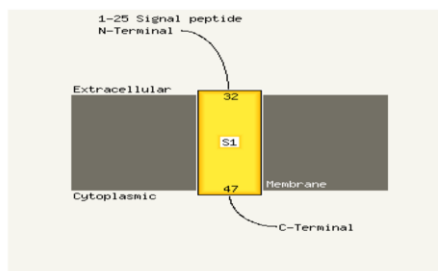 1-25 Signal peptide
N-Terminal
Extracellular
32
S1
47
Membrane
Cytoplasmic
C-Terminal